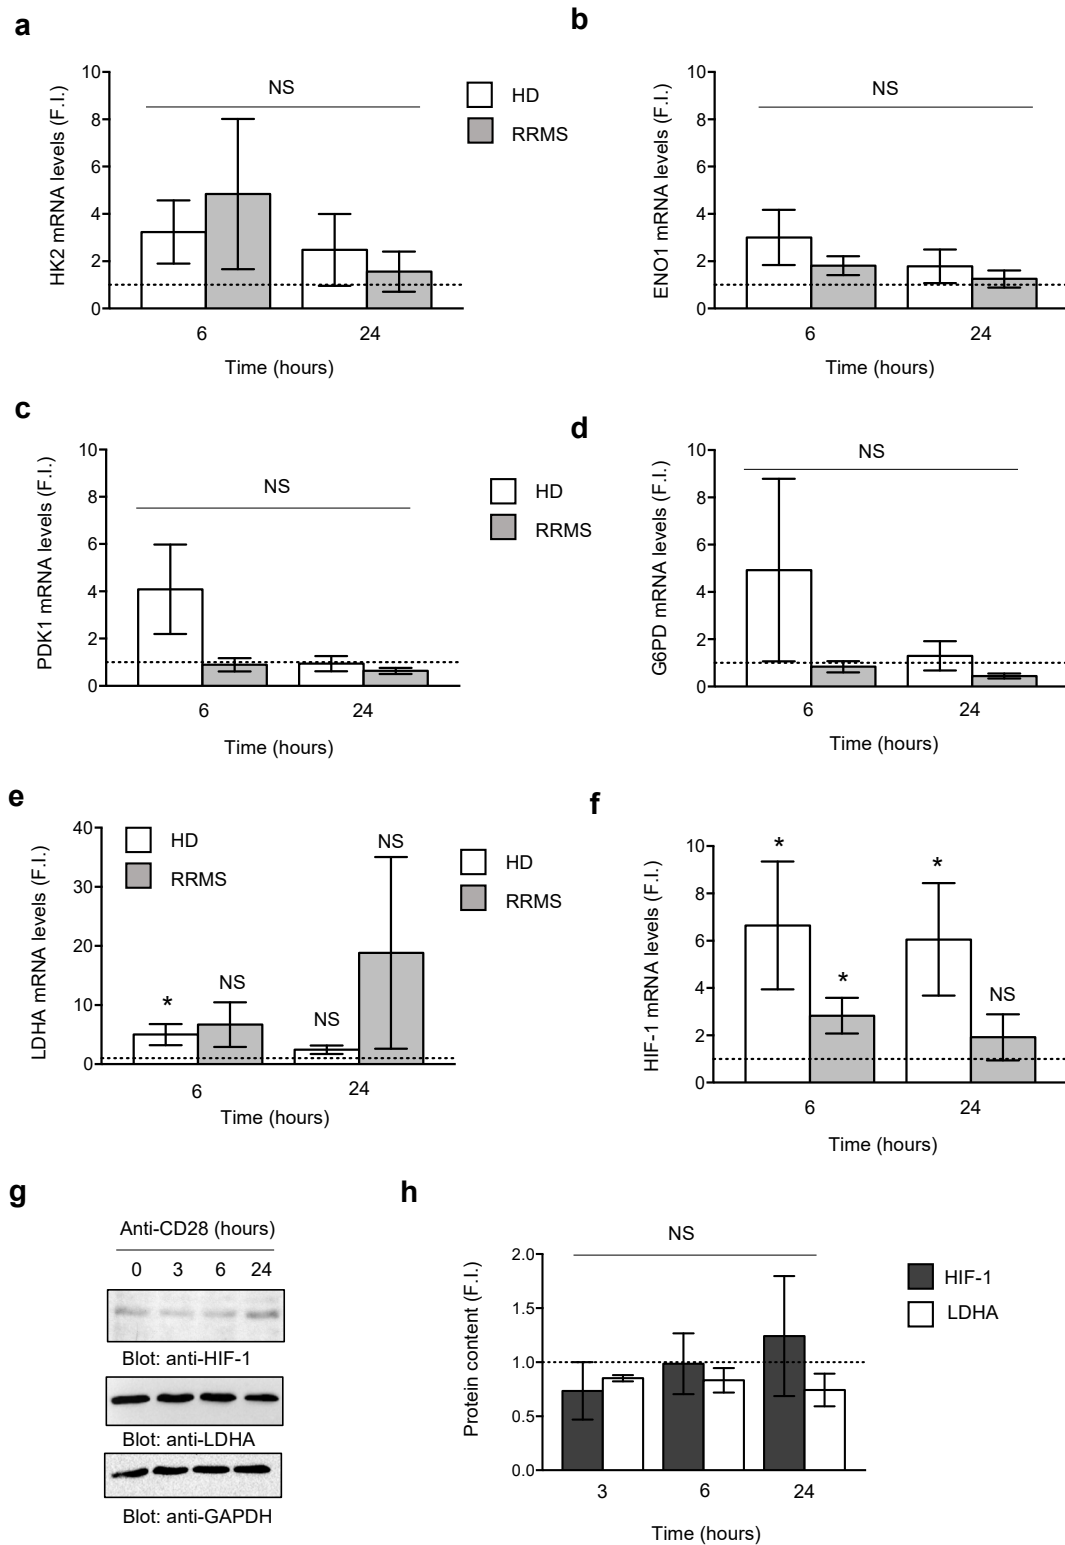 a
HK2 mRNA levels (F.I.)
10
8
6
4
2
0
NS
6
24
Time (hours)
HD
RRMS
b
ENO1 mRNA levels (F.I.)
10
8
6
4
2
0
NS
6
24
Time (hours)
c
PDK1 mRNA levels (F.I.)
10
8
6
4
2
0
NS
6
24
Time (hours)
HD
RRMS
d
G6PD mRNA levels (F.I.)
10
8
6
4
2
0
NS
6
24
Time (hours)
e
LDHA mRNA levels (F.I.)
40
30
20
10
0
HD
RRMS
*
NS
NS
NS
6
24
Time (hours)
HD
RRMS
f
HIF-1 mRNA levels (F.I.)
10
8
6
4
2
0
*
*
*
NS
6
24
Time (hours)
g
Anti-CD28 (hours)
0 3 6 24
Blot: anti-HIF-1
Blot: anti-LDHA
Blot: anti-GAPDH
h
Protein content (F.I.)
2.0
1.5
1.0
0.5
0.0
NS
3
6
24
Time (hours)
HIF-1
LDHA